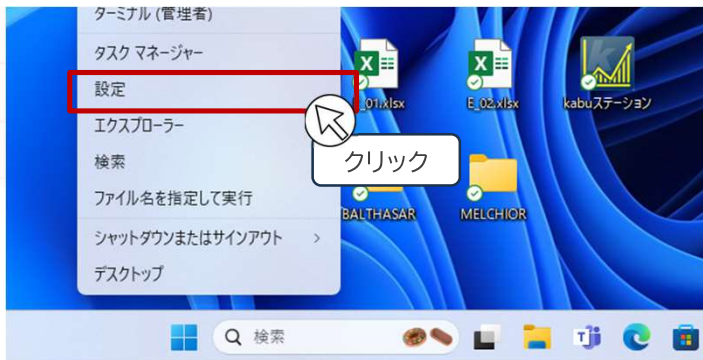 ターミナル (管理者)
タスク マネージャー
設定
エクスプローラー
検索
ファイル名を指定して実行
シャットダウンまたはサインアウト
デスクトップ
クリック
_01.xlsx
E_02.xlsx
kabuステーション
BALTHASAR
MELCHIOR
検索